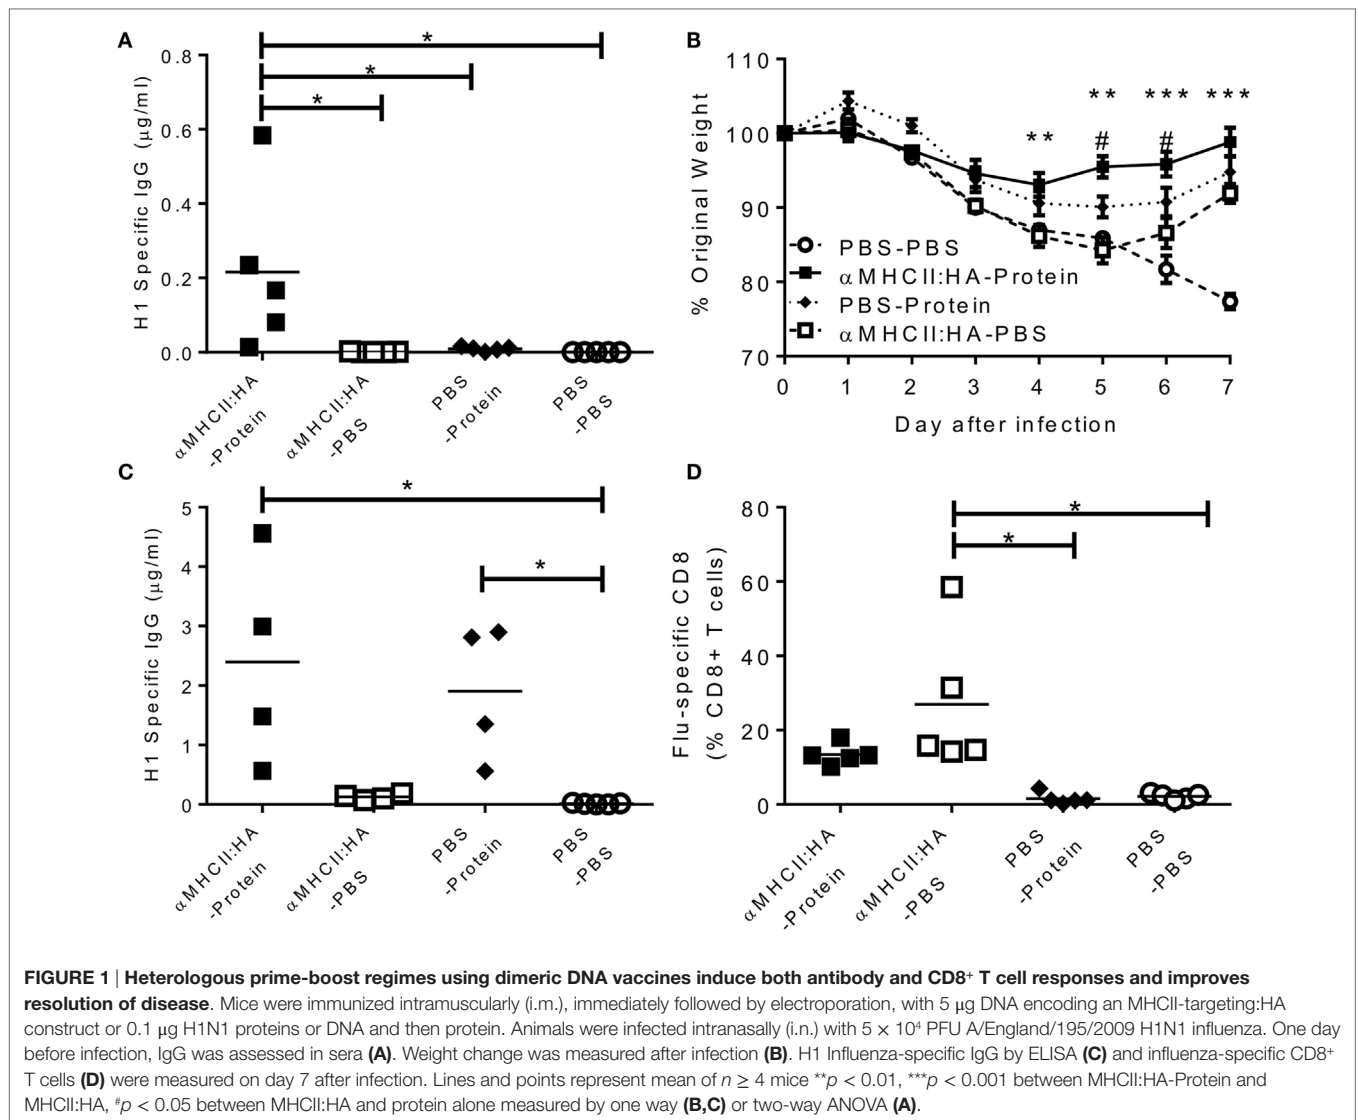 A
H1 Specific IgG (μg/ml)
0.8
0.6
0.4
0.2
0.0
*
*
*
αMHCII:HA
-Protein
αMHCII:HA
-PBS
PBS
-Protein
PBS
-PBS
B
% Original Weight
110
100
90
80
70
** *** ***
** # #
PBS-PBS
αMHCII:HA-Protein
PBS-Protein
αMHCII:HA-PBS
0 1 2 3 4 5 6 7
Day after infection
C
H1 Specific IgG (μg/ml)
5
4
3
2
1
0
*
*
αMHCII:HA
-Protein
αMHCII:HA
-PBS
PBS
-Protein
PBS
-PBS
D
Flu-specific CD8
(% CD8+ T cells)
80
60
40
20
0
*
*
αMHCII:HA
-Protein
αMHCII:HA
-PBS
PBS
-Protein
PBS
-PBS
FIGURE 1 | Heterologous prime-boost regimes using dimeric DNA vaccines induce both antibody and CD8⁺ T cell responses and improves
resolution of disease. Mice were immunized intramuscularly (i.m.), immediately followed by electroporation, with 5 μg DNA encoding an MHCII-targeting:HA
construct or 0.1 μg H1N1 proteins or DNA and then protein. Animals were infected intranasally (i.n.) with 5 × 10⁴ PFU A/England/195/2009 H1N1 influenza. One day
before infection, IgG was assessed in sera (A). Weight change was measured after infection (B). H1 Influenza-specific IgG by ELISA (C) and influenza-specific CD8⁺
T cells (D) were measured on day 7 after infection. Lines and points represent mean of n ≥ 4 mice **p < 0.01, ***p < 0.001 between MHCII:HA-Protein and
MHCII:HA, #p < 0.05 between MHCII:HA and protein alone measured by one way (B,C) or two-way ANOVA (A).